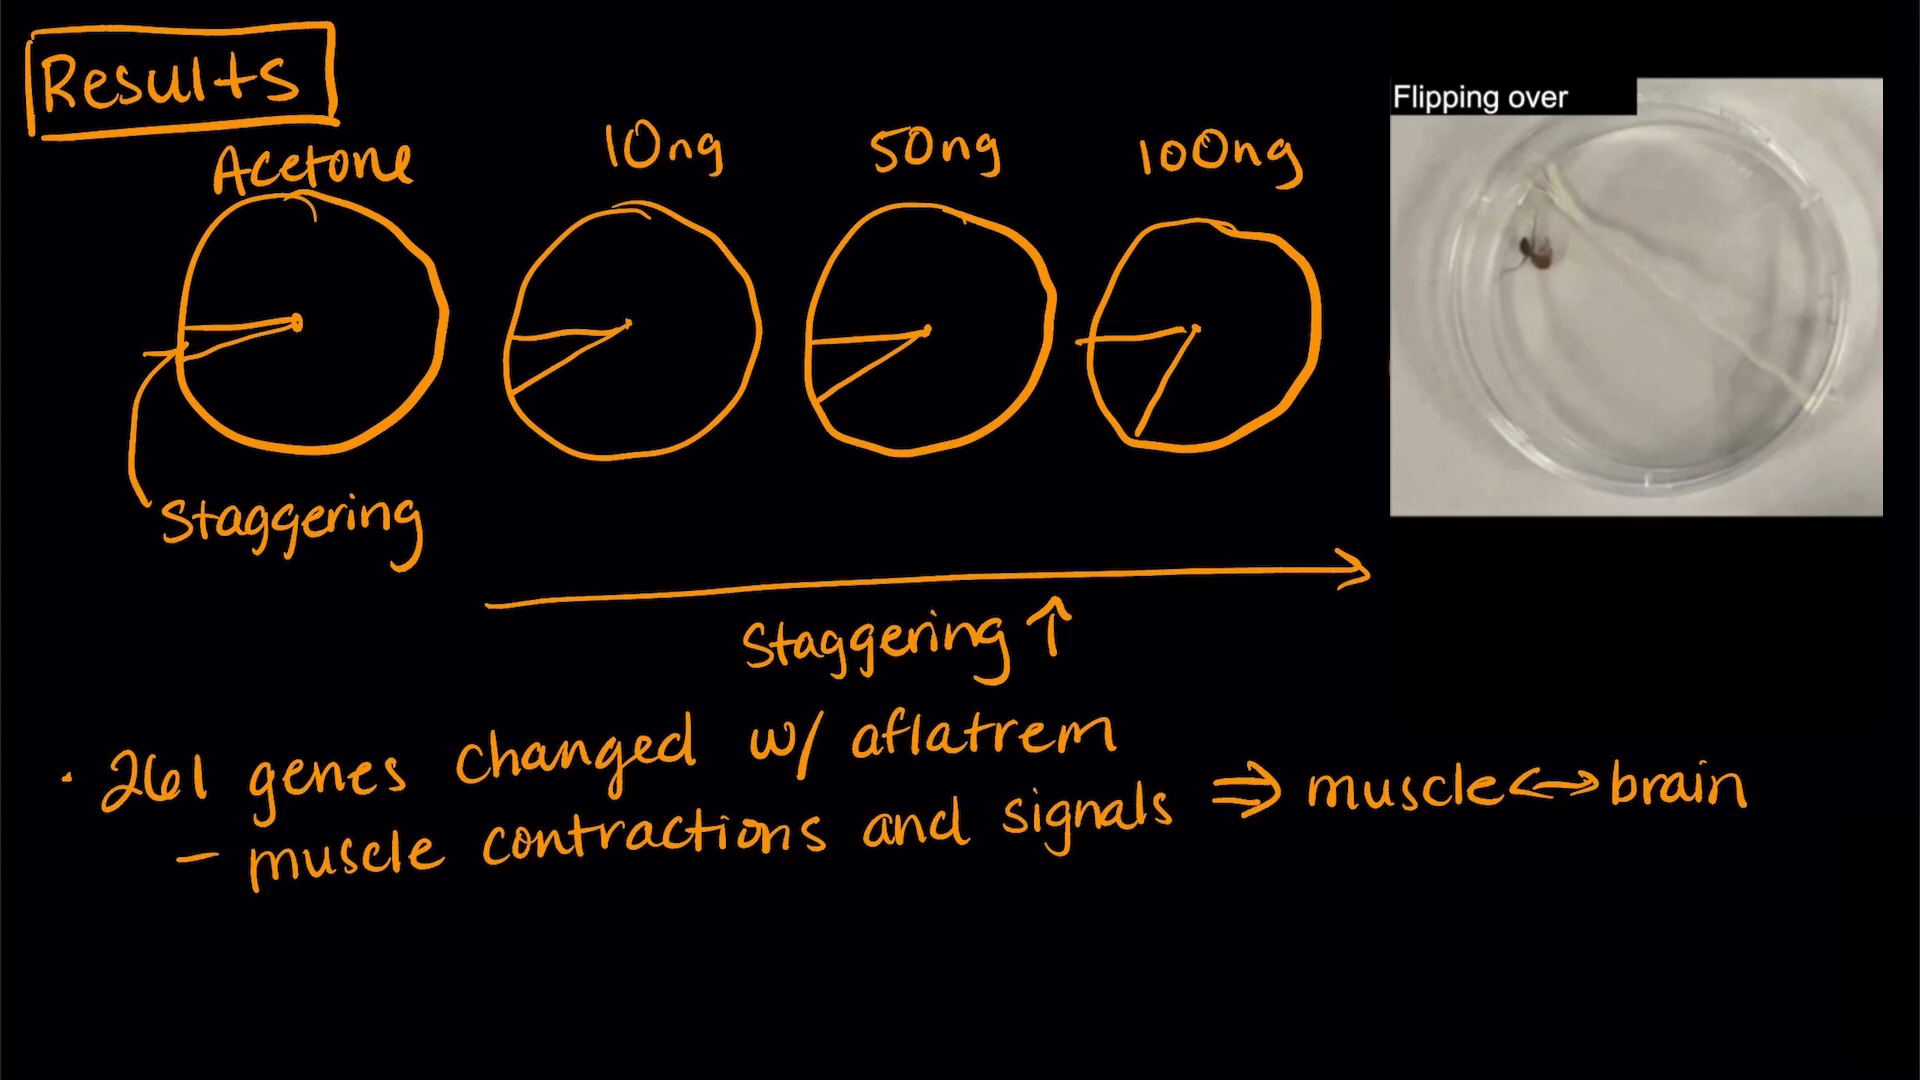 Results
Flipping over
Acetone
10ng
50ng
100ng
Staggering
Staggering ↑
· 261 genes changed w/ aflatrem
- muscle contractions and signals ⇒ muscle ↔ brain